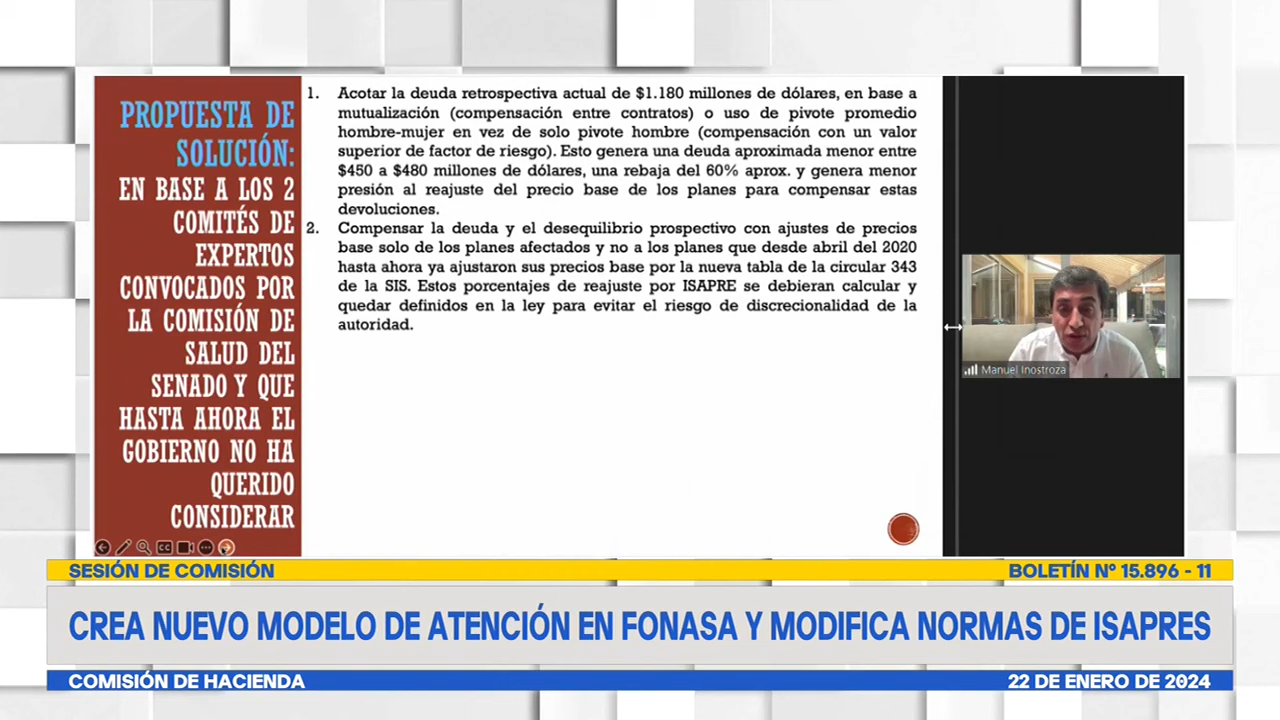 PROPUESTA DE
SOLUCIÓN:
EN BASE A LOS 2
COMITÉS DE
EXPERTOS
CONVOCADOS POR
LA COMISIÓN DE
SALUD DEL
SENADO Y QUE
HASTA AHORA EL
GOBIERNO NO HA
QUERIDO
CONSIDERAR
1. Acotar la deuda retrospectiva actual de $1.180 millones de dólares, en base a
mutualización (compensación entre contratos) o uso de pivote promedio
hombre-mujer en vez de solo pivote hombre (compensación con un valor
superior de factor de riesgo). Esto genera una deuda aproximada menor entre
$450 a $480 millones de dólares, una rebaja del 60% aprox. y genera menor
presión al reajuste del precio base de los planes para compensar estas
devoluciones.
2. Compensar la deuda y el desequilibrio prospectivo con ajustes de precios
base solo de los planes afectados y no a los planes que desde abril del 2020
hasta ahora ya ajustaron sus precios base por la nueva tabla de la circular 343
de la SIS. Estos porcentajes de reajuste por ISAPRE se debieran calcular y
quedar definidos en la ley para evitar el riesgo de discrecionalidad de la
autoridad.
CC
Manuel Inostroza
SESIÓN DE COMISIÓN
BOLETÍN N° 15.896 - 11
CREA NUEVO MODELO DE ATENCIÓN EN FONASA Y MODIFICA NORMAS DE ISAPRES
COMISIÓN DE HACIENDA
22 DE ENERO DE 2024